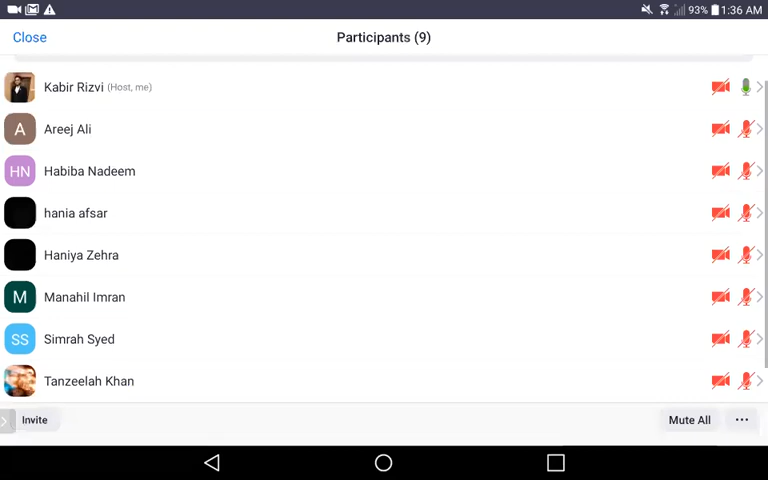 93% 1:36 AM
Close Participants (9)
Kabir Rizvi (Host, me)
A Areej Ali
HN Habiba Nadeem
hania afsar
Haniya Zehra
M Manahil Imran
SS Simrah Syed
Tanzeelah Khan
Invite Mute All ...